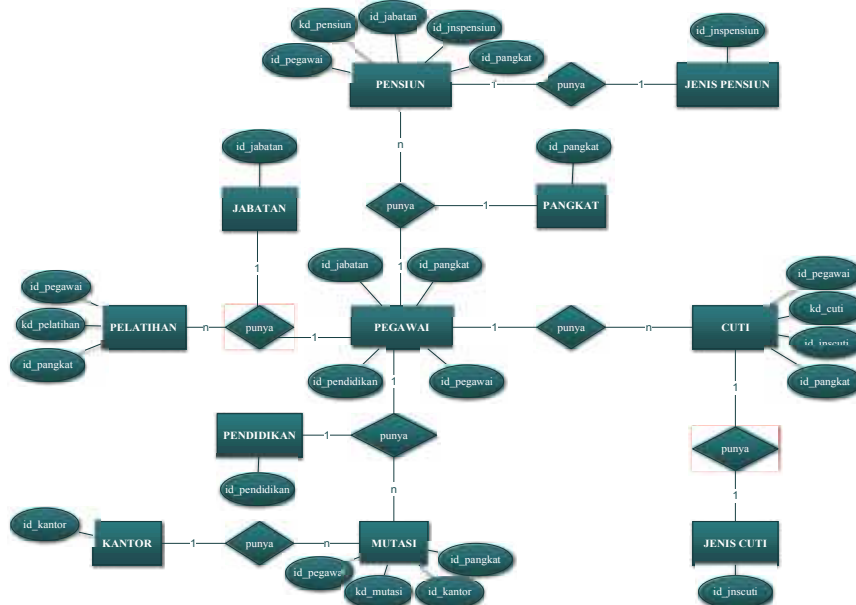 id_jabatan
kd_pensiun
id_jnspensiun
id_pegawai
id_pangkat
id_jnspensiun
PENSIUN
1
punya
1
JENIS PENSIUN
n
id_jabatan
id_pangkat
JABATAN
punya
1
PANGKAT
1
1
id_jabatan
id_pangkat
id_pegawai
kd_pelatihan
id_pangkat
PELATIHAN
n
punya
1
PEGAWAI
1
punya
n
CUTI
id_pegawai
kd_cuti
id_jnscuti
id_pangkat
id_pendidikan
id_pegawai
1
1
PENDIDIKAN
1
punya
punya
id_pendidikan
n
1
id_kantor
KANTOR
1
punya
n
MUTASI
JENIS CUTI
id_pegawai
kd_mutasi
id_kantor
id_pangkat
id_jnscuti